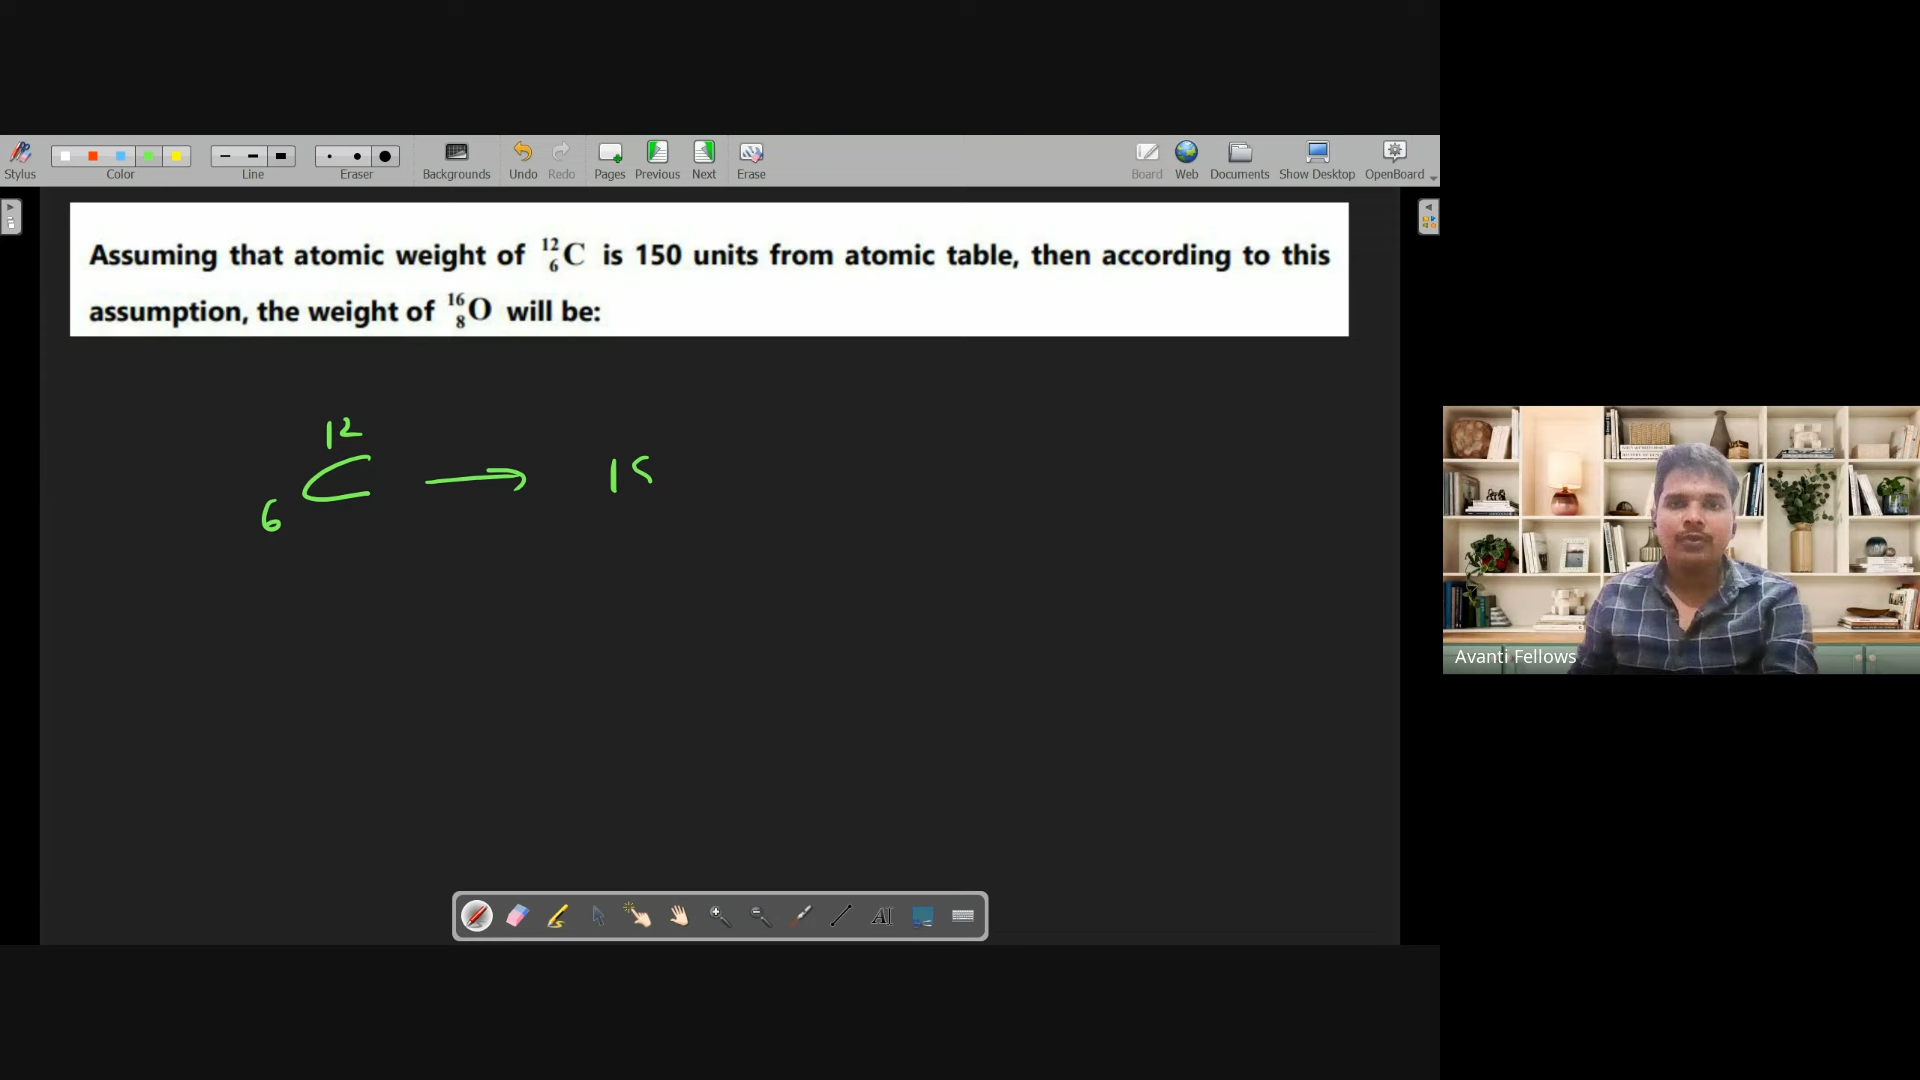 Stylus
Color
Line
Eraser
Backgrounds
Undo
Redo
Pages
Previous
Next
Erase
Board
Web
Documents
Show Desktop
OpenBoard
Assuming that atomic weight of ¹²₆C is 150 units from atomic table, then according to this
assumption, the weight of ¹⁶₈O will be:
12
C → 15
6
Avanti Fellows
AI